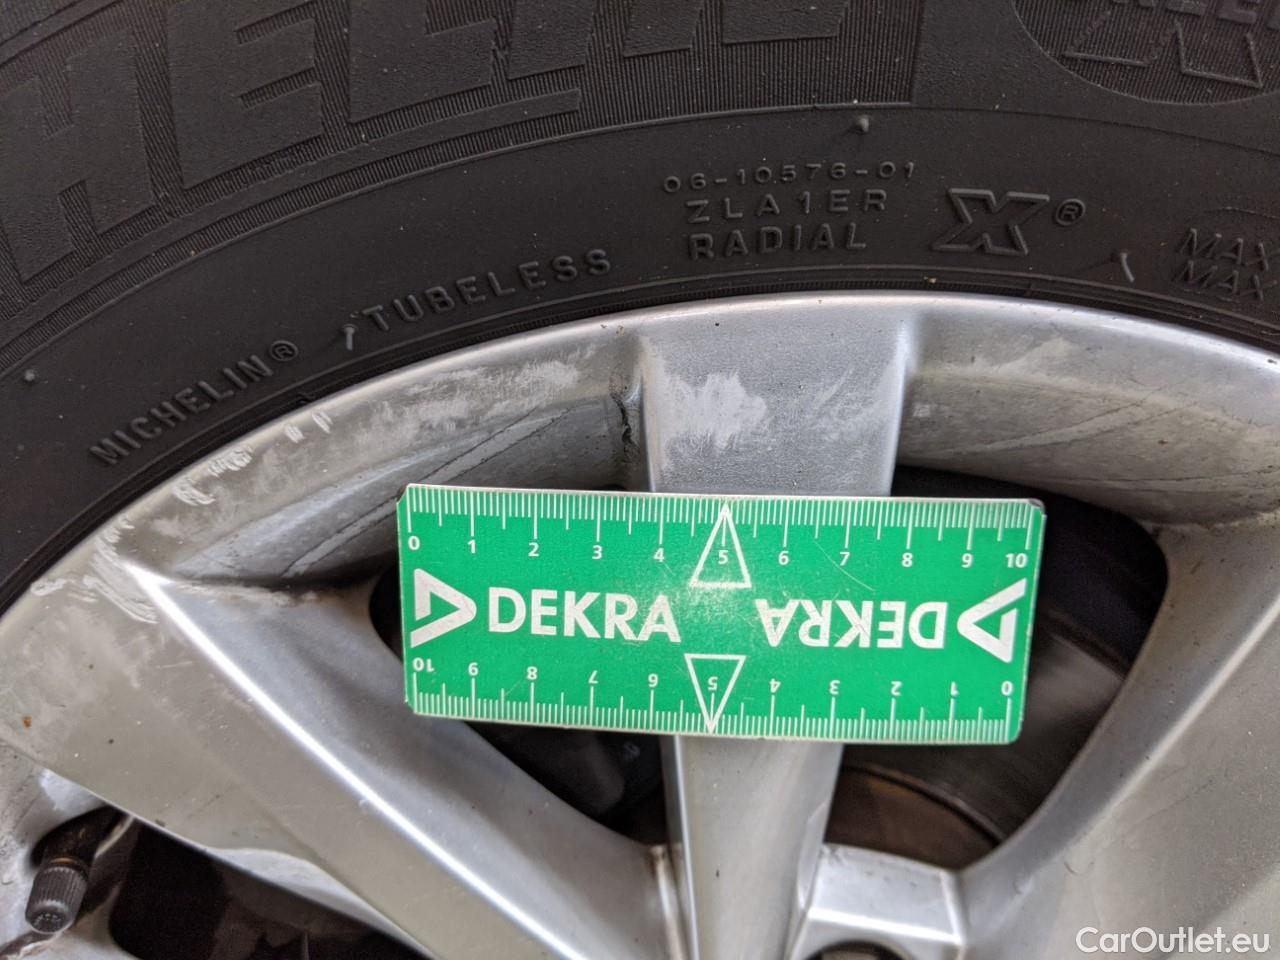 HELIN
06-10576-01
ZLA1ER
RADIAL X®
MAX
MAX
MICHELIN® TUBELESS
0 1 2 3 4 5 6 7 8 9 10
DEKRA DEKRA
10 9 8 7 6 5 4 3 2 1 0
CarOutlet.eu